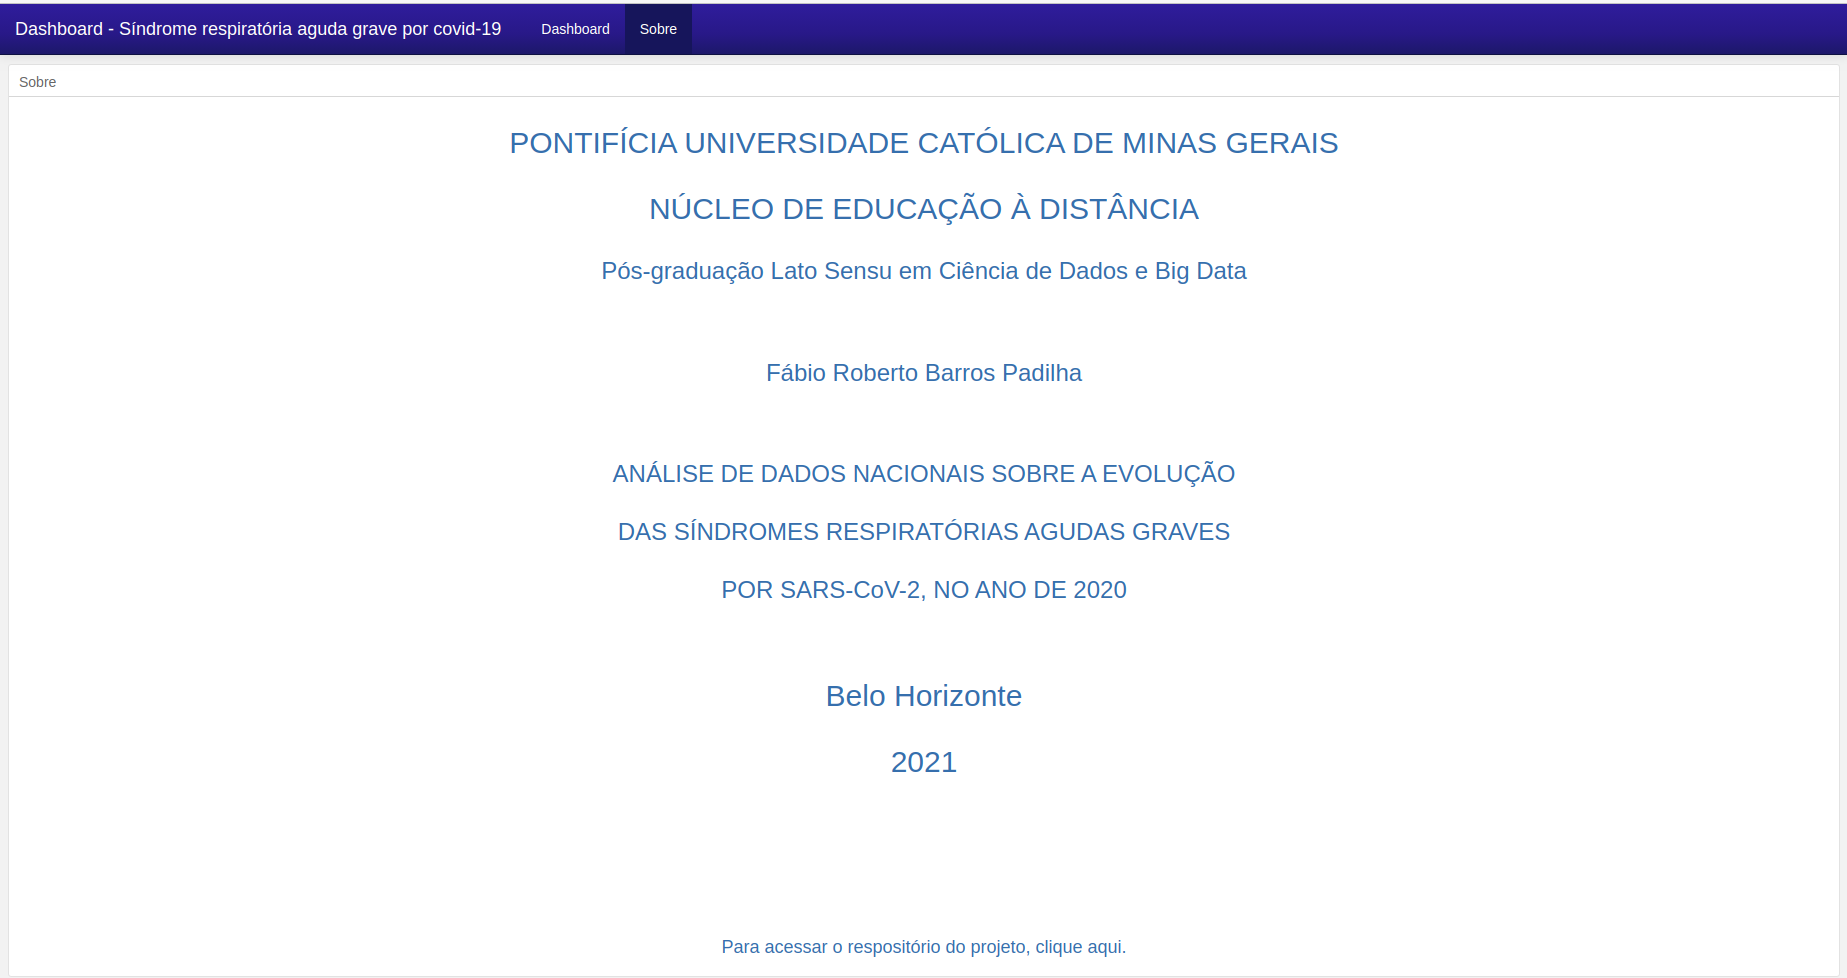 Dashboard - Síndrome respiratória aguda grave por covid-19 Dashboard Sobre
Sobre
PONTIFÍCIA UNIVERSIDADE CATÓLICA DE MINAS GERAIS
NÚCLEO DE EDUCAÇÃO À DISTÂNCIA
Pós-graduação Lato Sensu em Ciência de Dados e Big Data
Fábio Roberto Barros Padilha
ANÁLISE DE DADOS NACIONAIS SOBRE A EVOLUÇÃO
DAS SÍNDROMES RESPIRATÓRIAS AGUDAS GRAVES
POR SARS-CoV-2, NO ANO DE 2020
Belo Horizonte
2021
Para acessar o respositório do projeto, clique aqui.